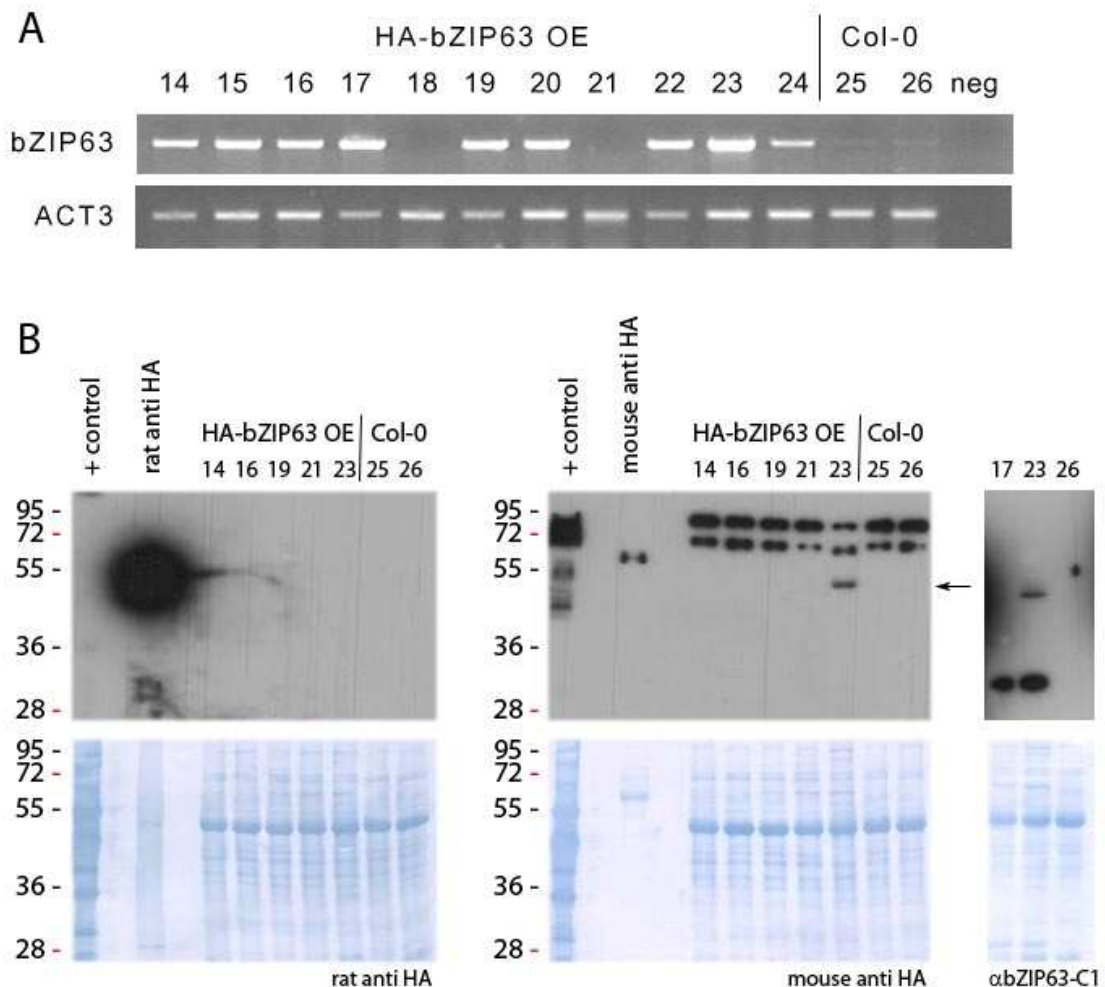 A
HA-bZIP63 OE
Col-0
14 15 16 17 18 19 20 21 22 23 24 25 26 neg
bZIP63
ACT3
B
+ control
rat anti HA
HA-bZIP63 OE
Col-0
14 16 19 21 23 25 26
95 -
72 -
55 -
36 -
28 -
95 -
72 -
55 -
36 -
28 -
rat anti HA
+ control
mouse anti HA
HA-bZIP63 OE
Col-0
14 16 19 21 23 25 26
95 -
72 -
55 -
36 -
28 -
95 -
72 -
55 -
36 -
28 -
mouse anti HA
17 23 26
αbZIP63-C1